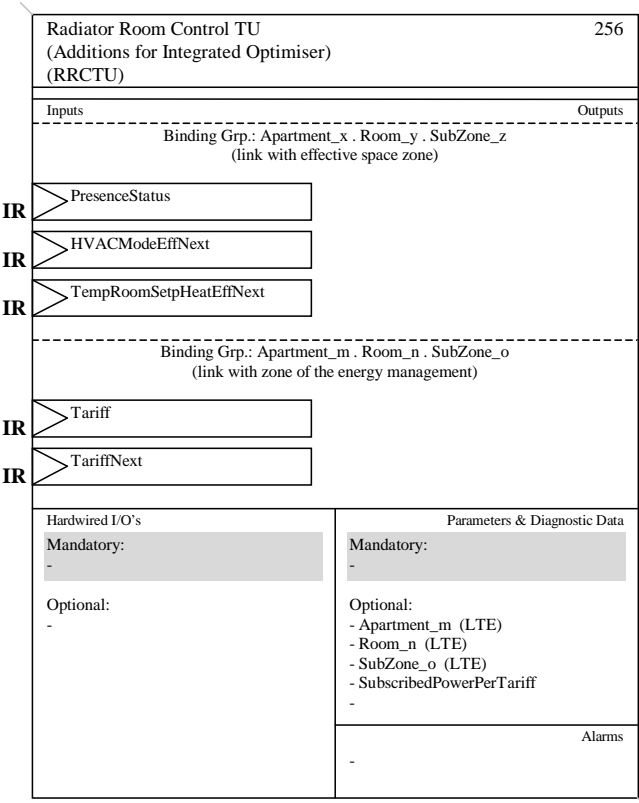 Radiator Room Control TU 256
(Additions for Integrated Optimiser)
(RRCTU)
Inputs Outputs
Binding Grp.: Apartment_x . Room_y . SubZone_z
(link with effective space zone)
IR PresenceStatus
IR HVACModeEffNext
IR TempRoomSetpHeatEffNext
Binding Grp.: Apartment_m . Room_n . SubZone_o
(link with zone of the energy management)
IR Tariff
IR TariffNext
Hardwired I/O's
Mandatory:
-
Optional:
-
Parameters & Diagnostic Data
Mandatory:
-
Optional:
- Apartment_m (LTE)
- Room_n (LTE)
- SubZone_o (LTE)
- SubscribedPowerPerTariff
-
Alarms
-